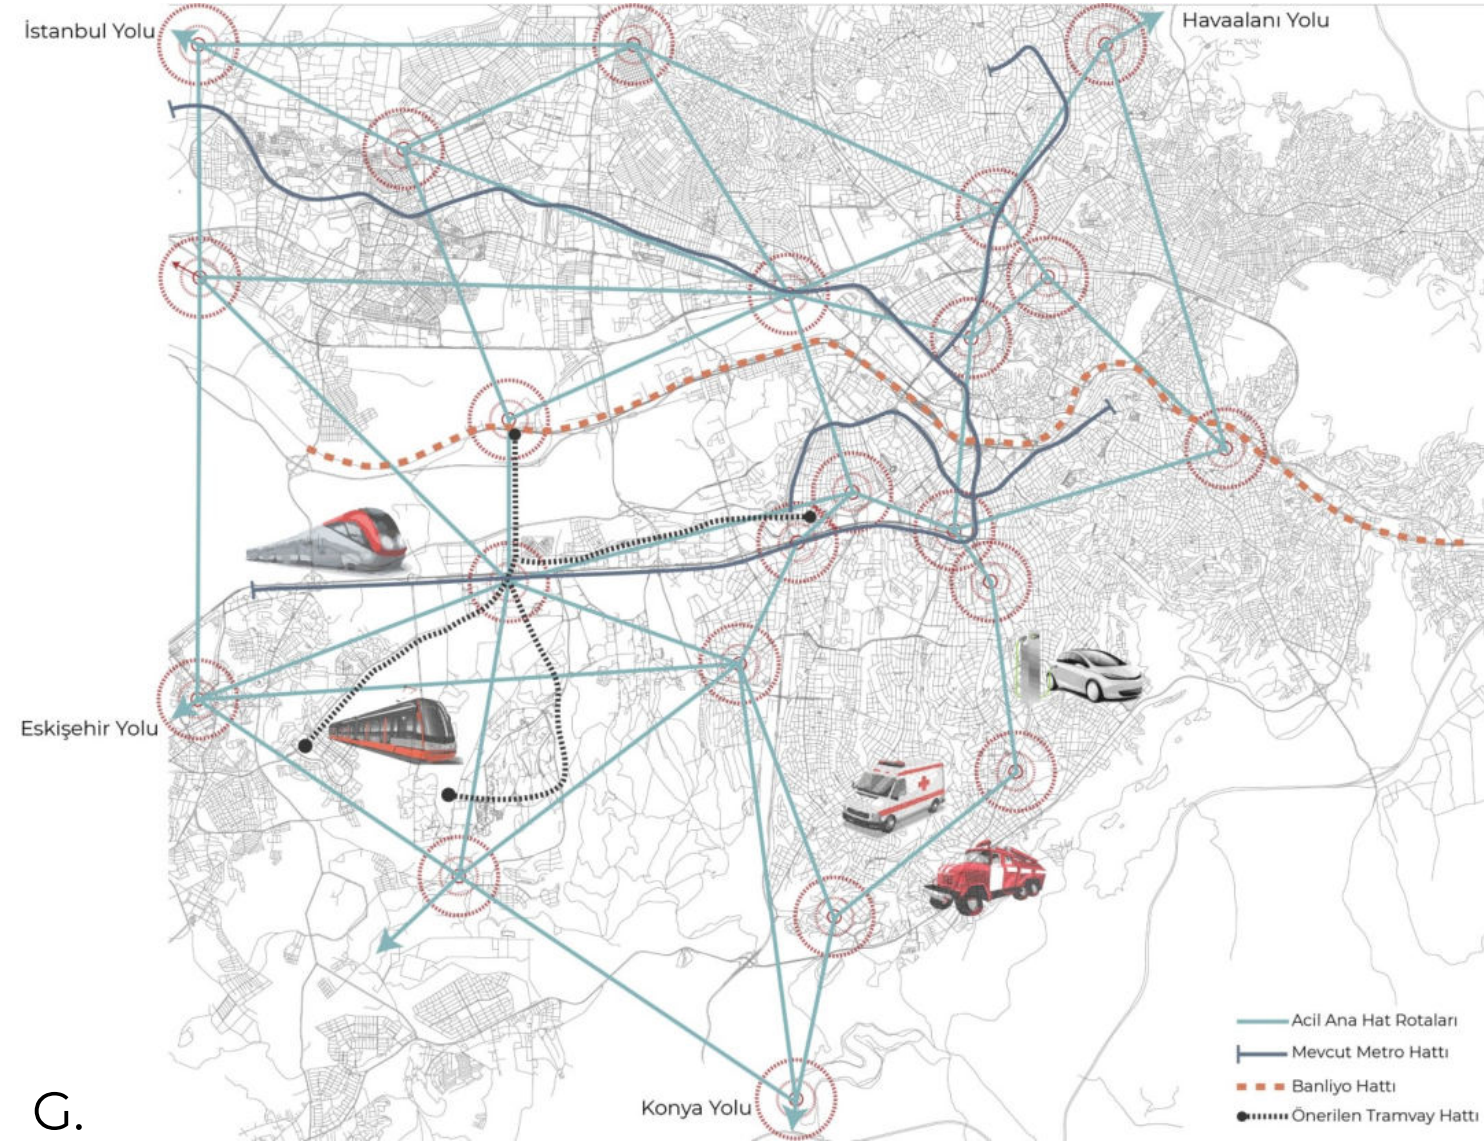 İstanbul Yolu
Havaalanı Yolu
Eskişehir Yolu
Acil Ana Hat Rotaları
Mevcut Metro Hattı
Banliyo Hattı
Önerilen Tramvay Hattı
Konya Yolu
G.